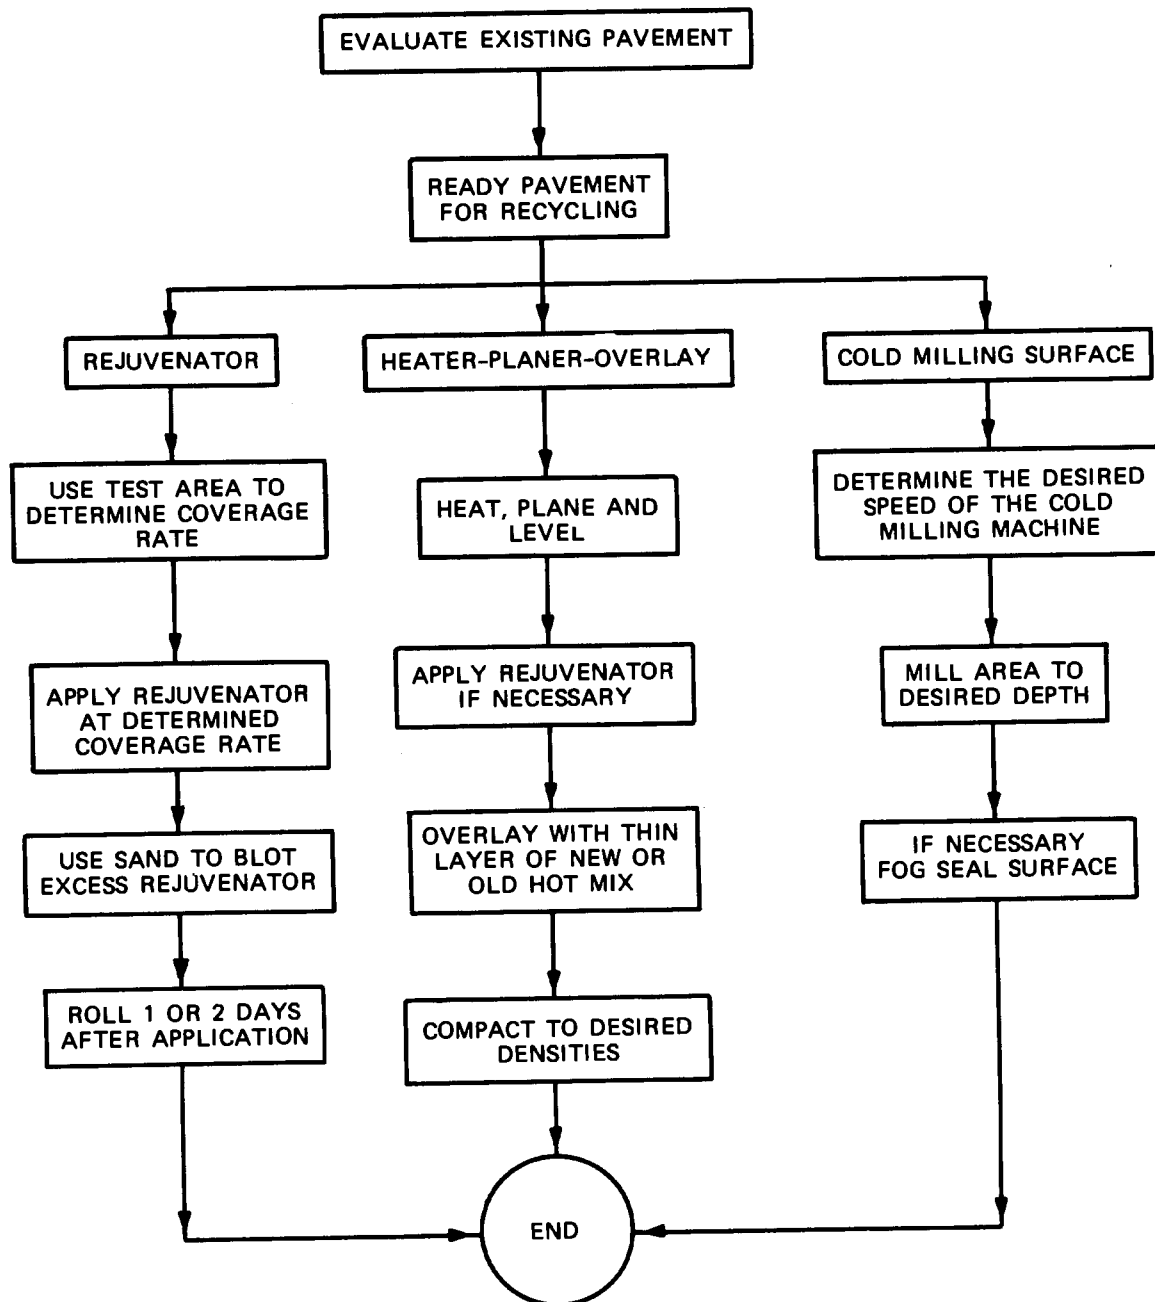 EVALUATE EXISTING PAVEMENT
READY PAVEMENT
FOR RECYCLING
REJUVENATOR
HEATER-PLANER-OVERLAY
COLD MILLING SURFACE
USE TEST AREA TO
DETERMINE COVERAGE
RATE
HEAT, PLANE AND
LEVEL
DETERMINE THE DESIRED
SPEED OF THE COLD
MILLING MACHINE
APPLY REJUVENATOR
AT DETERMINED
COVERAGE RATE
APPLY REJUVENATOR
IF NECESSARY
MILL AREA TO
DESIRED DEPTH
USE SAND TO BLOT
EXCESS REJUVENATOR
OVERLAY WITH THIN
LAYER OF NEW OR
OLD HOT MIX
IF NECESSARY
FOG SEAL SURFACE
ROLL 1 OR 2 DAYS
AFTER APPLICATION
COMPACT TO DESIRED
DENSITIES
END